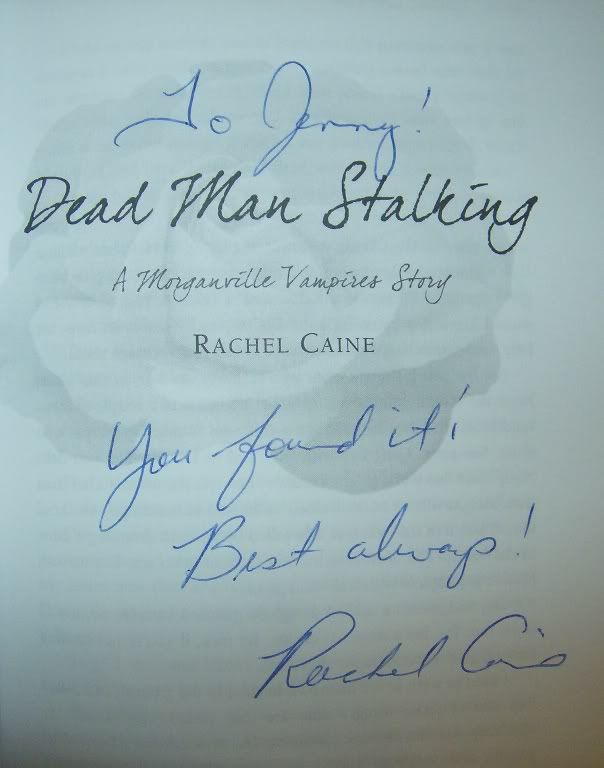 To Jenny!
Dead Man Stalking
A Morganville Vampires Story
RACHEL CAINE
You found it!
Best always!
Rachel Caine